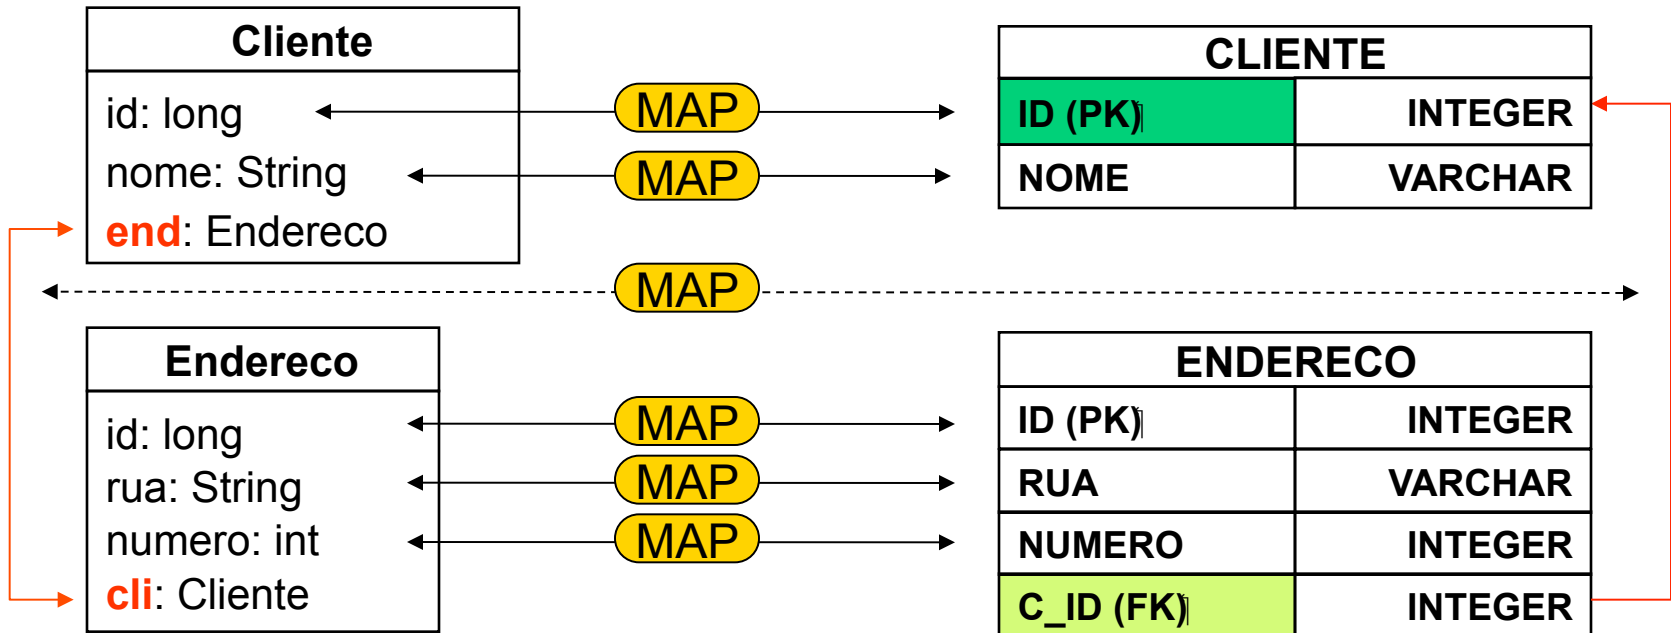 Cliente
id: long
nome: String
end: Endereco
MAP
MAP
CLIENTE
ID (PK) INTEGER
NOME VARCHAR
MAP
Endereco
id: long
rua: String
numero: int
cli: Cliente
MAP
MAP
MAP
ENDERECO
ID (PK) INTEGER
RUA VARCHAR
NUMERO INTEGER
C_ID (FK) INTEGER